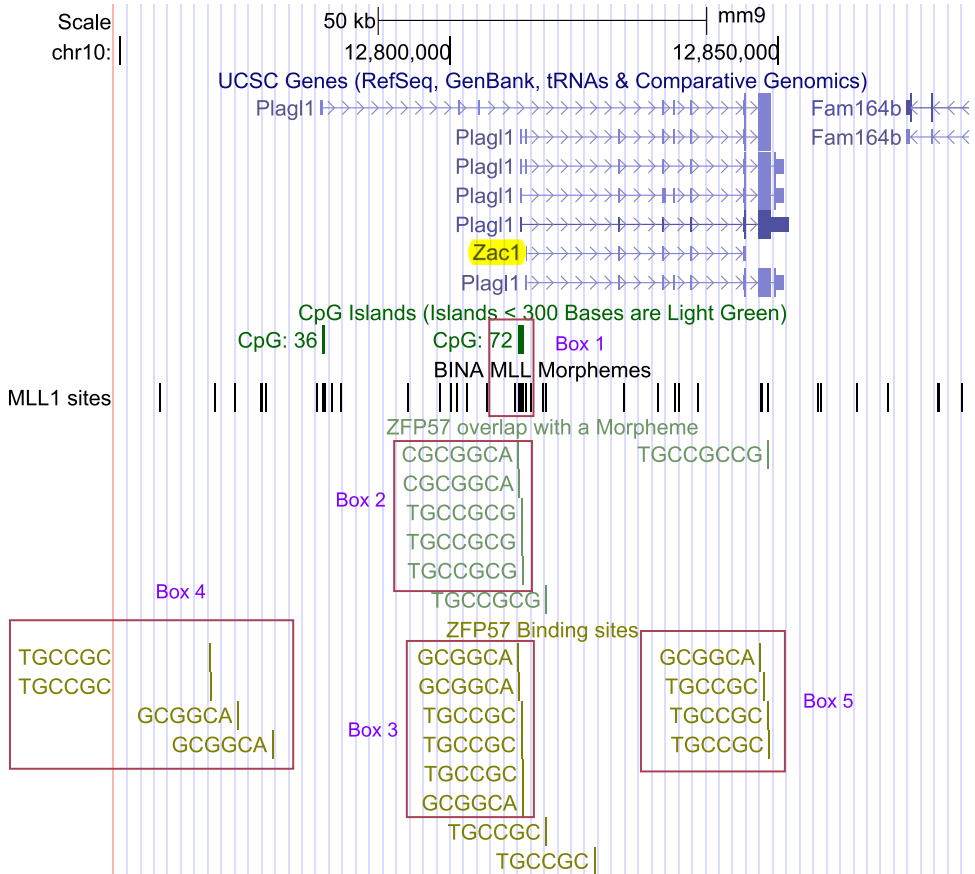 Scale 50 kb mm9
chr10: 12,800,000 12,850,000
UCSC Genes (RefSeq, GenBank, tRNAs & Comparative Genomics)
Plagl1 Fam164b
Plagl1 Fam164b
Plagl1
Plagl1
Plagl1
Zac1
Plagl1
CpG Islands (Islands < 300 Bases are Light Green)
CpG: 36 CpG: 72 Box 1
BINA MLL Morphemes
MLL1 sites
ZFP57 overlap with a Morpheme
CGCGGCA TGCCGCCG
CGCGGCA
Box 2
TGCCGCG
TGCCGCG
TGCCGCG
Box 4
TGCCGCG
ZFP57 Binding sites
TGCCGC GCGGCA GCGGCA
TGCCGC GCGGCA TGCCGC
Box 5
GCGGCA TGCCGC TGCCGC
Box 3
GCGGCA TGCCGC TGCCGC
TGCCGC
GCGGCA
TGCCGC
TGCCGC